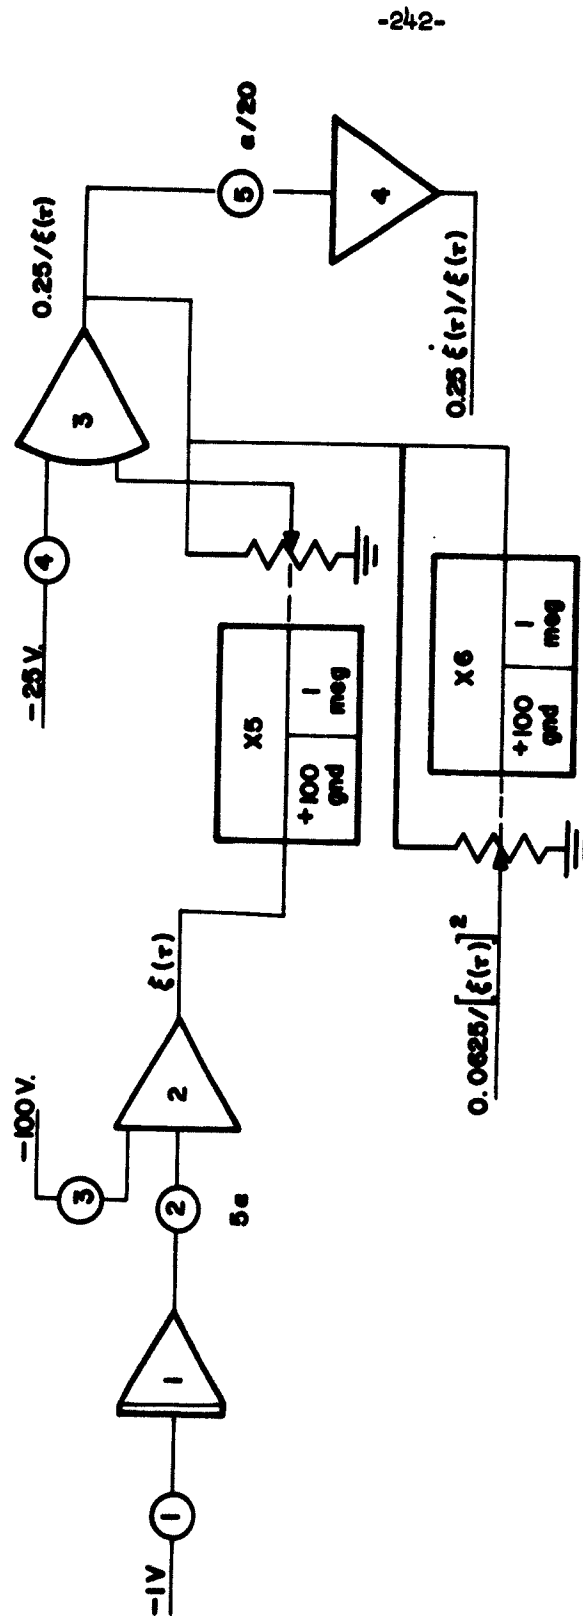 -242-
-1V
1
1
-100V.
3
2
5a
2
ξ(τ)
X5
+100
gnd
1
meg
-25V.
4
3
0.25/ξ(τ)
5
a/20
4
0.25 ξ̇(τ)/ξ(τ)
0.0625/[ξ(τ)]²
X6
+100
gnd
1
meg